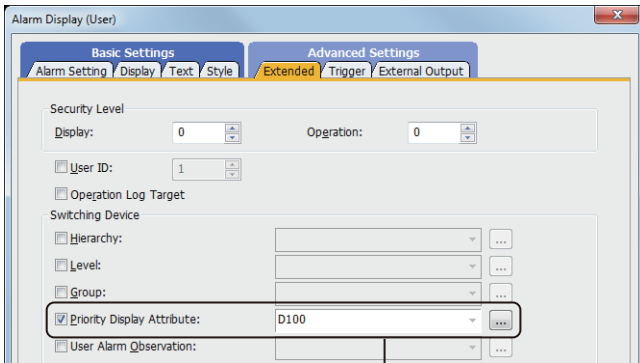 Alarm Display (User)
Basic Settings Advanced Settings
Alarm Setting Display Text Style Extended Trigger External Output
Security Level
Display: 0 Operation: 0
User ID: 1
Operation Log Target
Switching Device
Hierarchy: ...
Level: ...
Group: ...
Priority Display Attribute: D100 ...
User Alarm Observation: ...